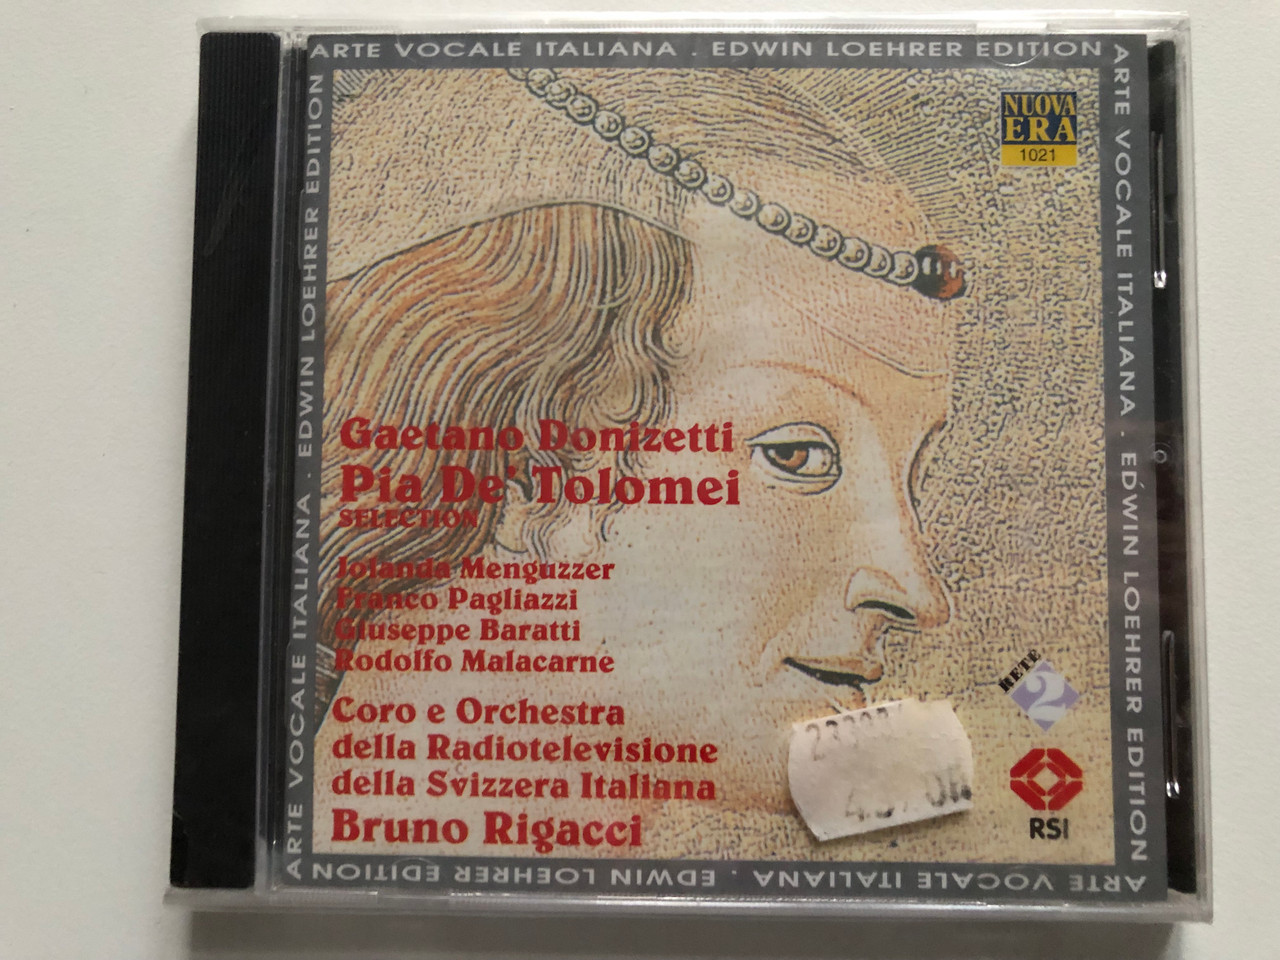 ARTE VOCALE ITALIANA . EDWIN LOEHRER EDITION
ARTE VOCALE ITALIANA . EDWIN LOEHRER EDITION
ARTE VOCALE ITALIANA . EDWIN LOEHRER EDITION
ARTE VOCALE ITALIANA . EDWIN LOEHRER EDITION
NUOVA
ERA
1021
Gaetano Donizetti
Pia De' Tolomei
SELECTION
Jolanda Menguzzer
Franco Pagliazzi
Giuseppe Baratti
Rodolfo Malacarne
Coro e Orchestra
della Radiotelevisione
della Svizzera Italiana
Bruno Rigacci
RETE
2
RSI